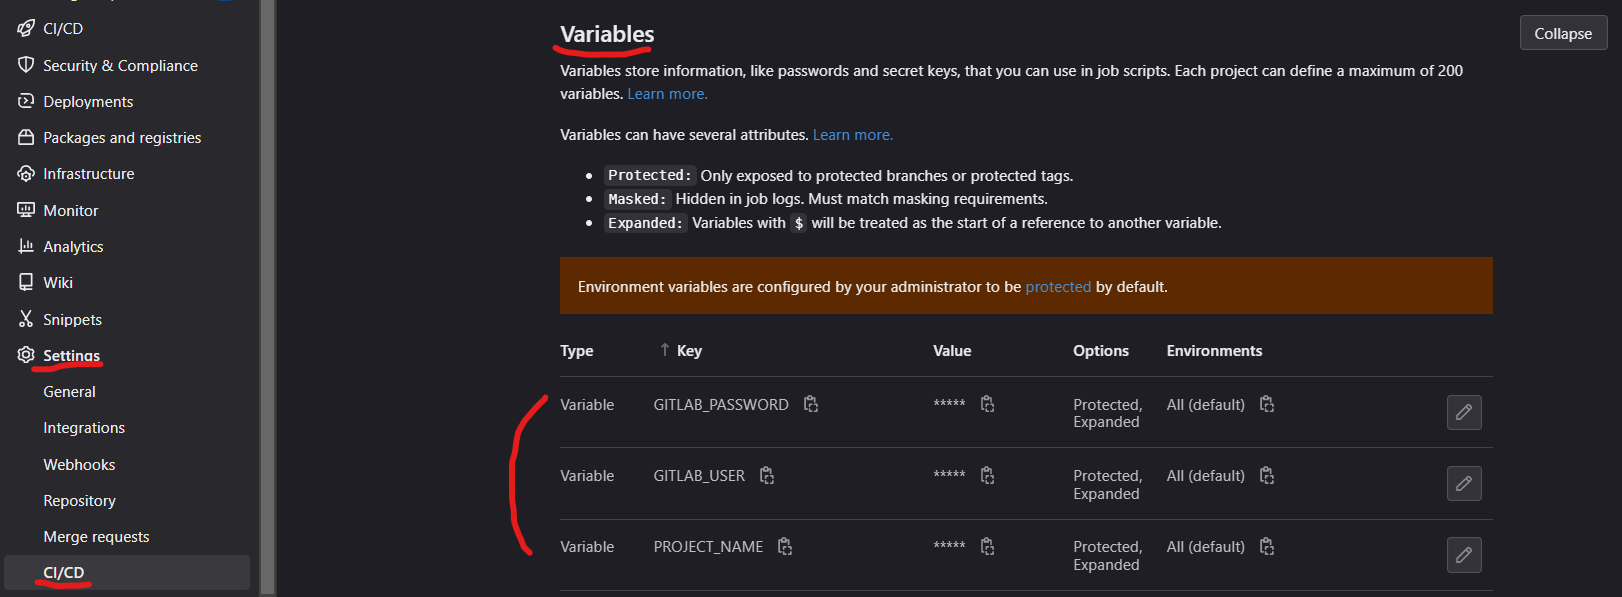 CI/CD
Security & Compliance
Deployments
Packages and registries
Infrastructure
Monitor
Analytics
Wiki
Snippets
Settings
General
Integrations
Webhooks
Repository
Merge requests
CI/CD
Variables
Collapse
Variables store information, like passwords and secret keys, that you can use in job scripts. Each project can define a maximum of 200
variables. Learn more.
Variables can have several attributes. Learn more.
• Protected: Only exposed to protected branches or protected tags.
• Masked: Hidden in job logs. Must match masking requirements.
• Expanded: Variables with $ will be treated as the start of a reference to another variable.
Environment variables are configured by your administrator to be protected by default.
Type ↑ Key Value Options Environments
Variable GITLAB_PASSWORD ***** Protected, All (default)
Expanded
Variable GITLAB_USER ***** Protected, All (default)
Expanded
Variable PROJECT_NAME ***** Protected, All (default)
Expanded